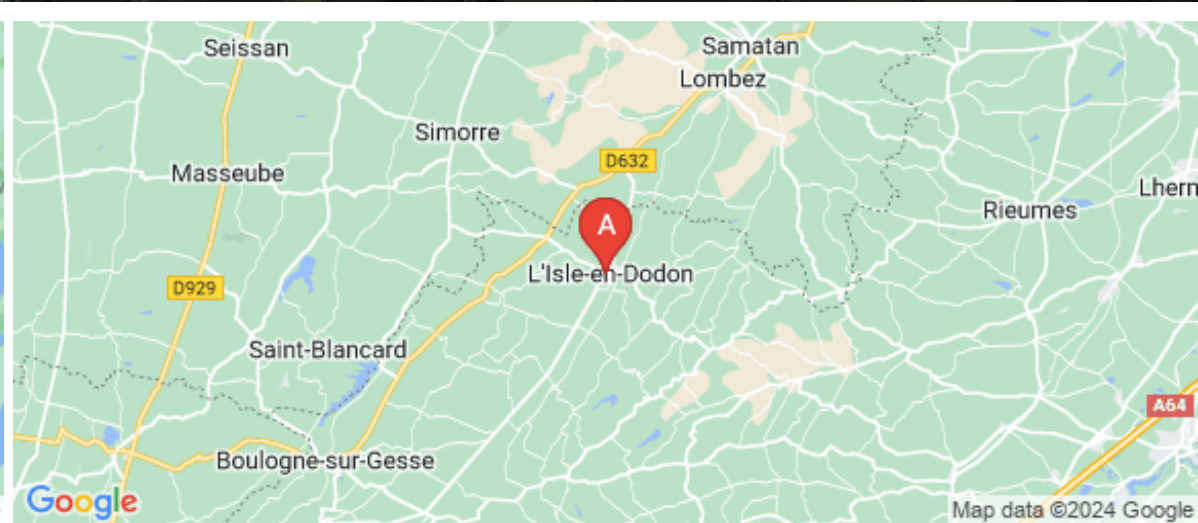 Seissan
Samatan
Lombez
Simorre
D632
Masseube
Lhern
Rieumes
A
L'Isle-en-Dodon
D929
Saint-Blancard
A64
Boulogne-sur-Gesse
Google
Map data ©2024 Google